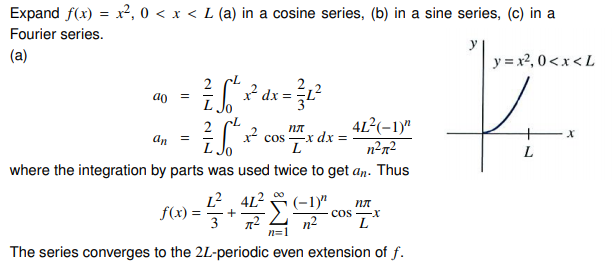 Expand f(x) = x², 0 < x < L (a) in a cosine series, (b) in a sine series, (c) in a
Fourier series.
(a)
y
y = x², 0 < x < L
x
L
a₀ = 2/L ∫₀ᴸ x² dx = 2/3 L²
aₙ = 2/L ∫₀ᴸ x² cos nπ/L x dx = 4L²(−1)ⁿ/n²π²
where the integration by parts was used twice to get aₙ. Thus
f(x) = L²/3 + 4L²/π² ∑_{n=1}^{∞} (−1)ⁿ/n² cos nπ/L x
The series converges to the 2L-periodic even extension of f.